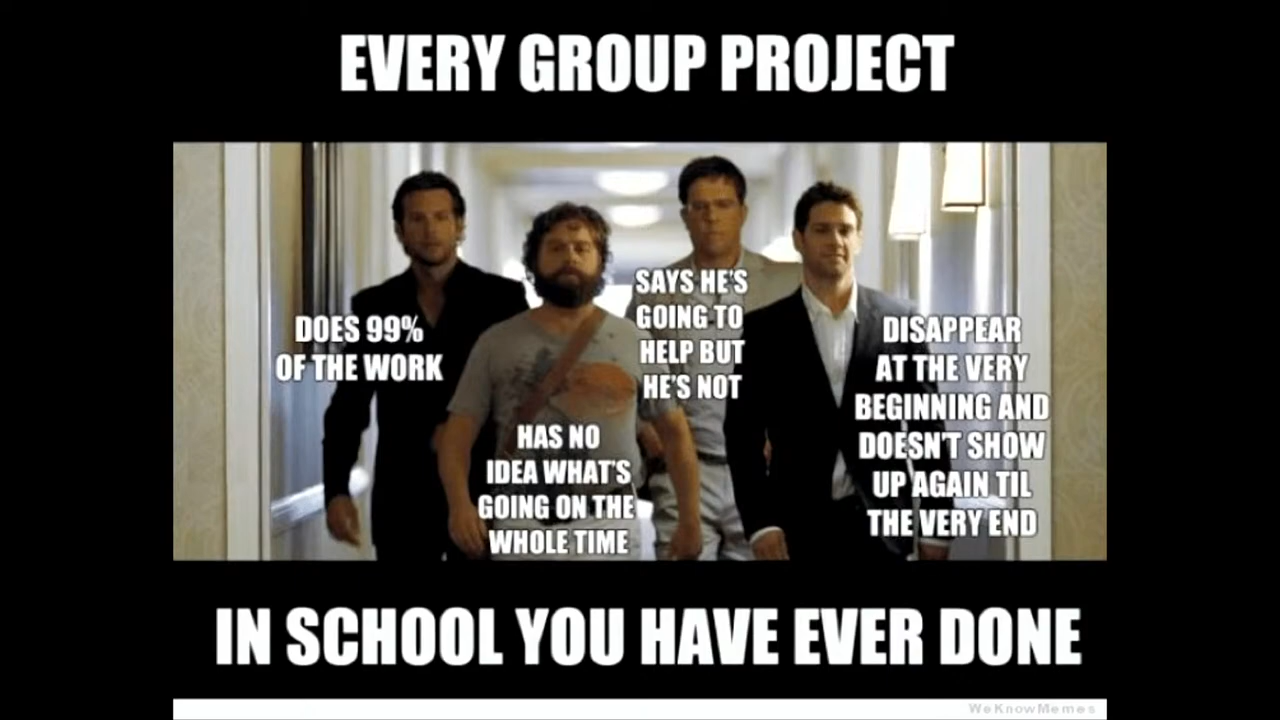 EVERY GROUP PROJECT
DOES 99%
OF THE WORK
HAS NO
IDEA WHAT'S
GOING ON THE
WHOLE TIME
SAYS HE'S
GOING TO
HELP BUT
HE'S NOT
DISAPPEAR
AT THE VERY
BEGINNING AND
DOESN'T SHOW
UP AGAIN TIL
THE VERY END
IN SCHOOL YOU HAVE EVER DONE
WeKnowMemes